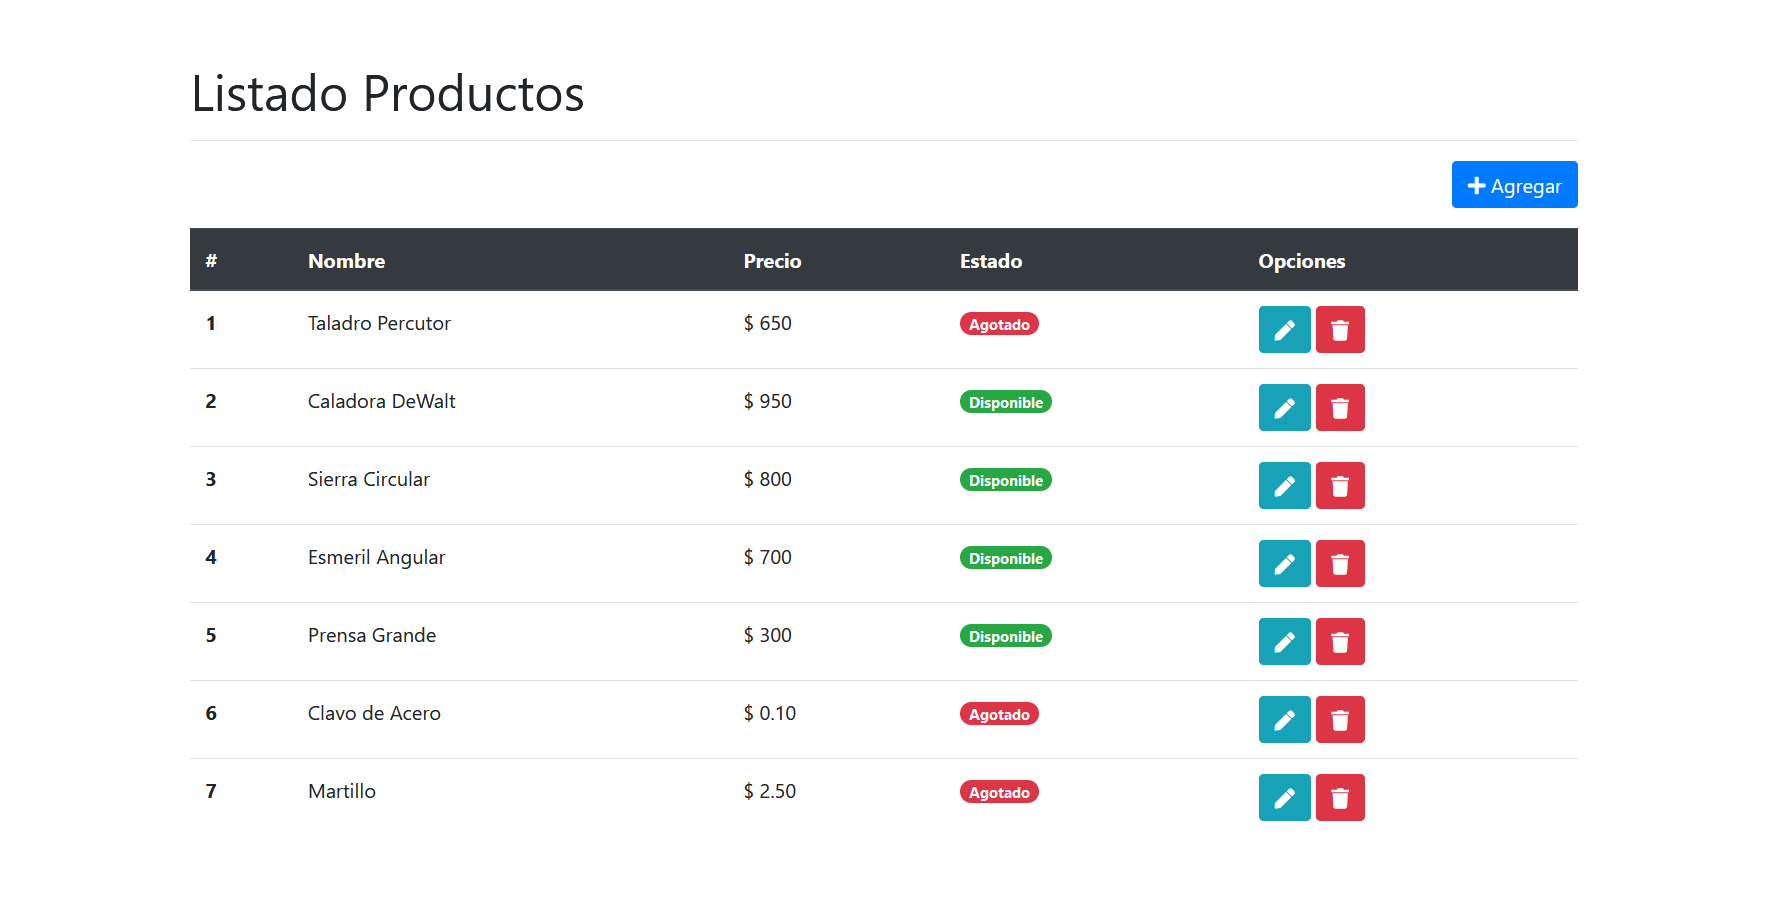 Listado Productos
Agregar
# Nombre Precio Estado Opciones
1 Taladro Percutor $ 650 Agotado
2 Caladora DeWalt $ 950 Disponible
3 Sierra Circular $ 800 Disponible
4 Esmeril Angular $ 700 Disponible
5 Prensa Grande $ 300 Disponible
6 Clavo de Acero $ 0.10 Agotado
7 Martillo $ 2.50 Agotado